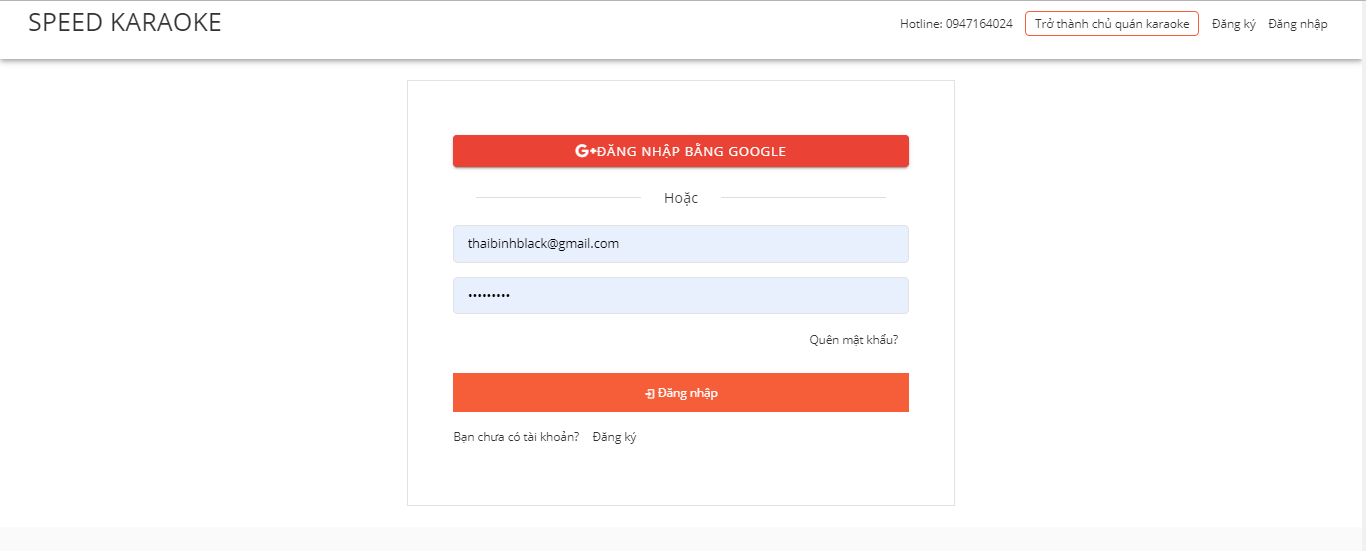 SPEED KARAOKE
Hotline: 0947164024 Trở thành chủ quán karaoke Đăng ký Đăng nhập
G+ĐĂNG NHẬP BẰNG GOOGLE
Hoặc
thaibinhblack@gmail.com
•••••••••
Quên mật khẩu?
Đăng nhập
Bạn chưa có tài khoản? Đăng ký